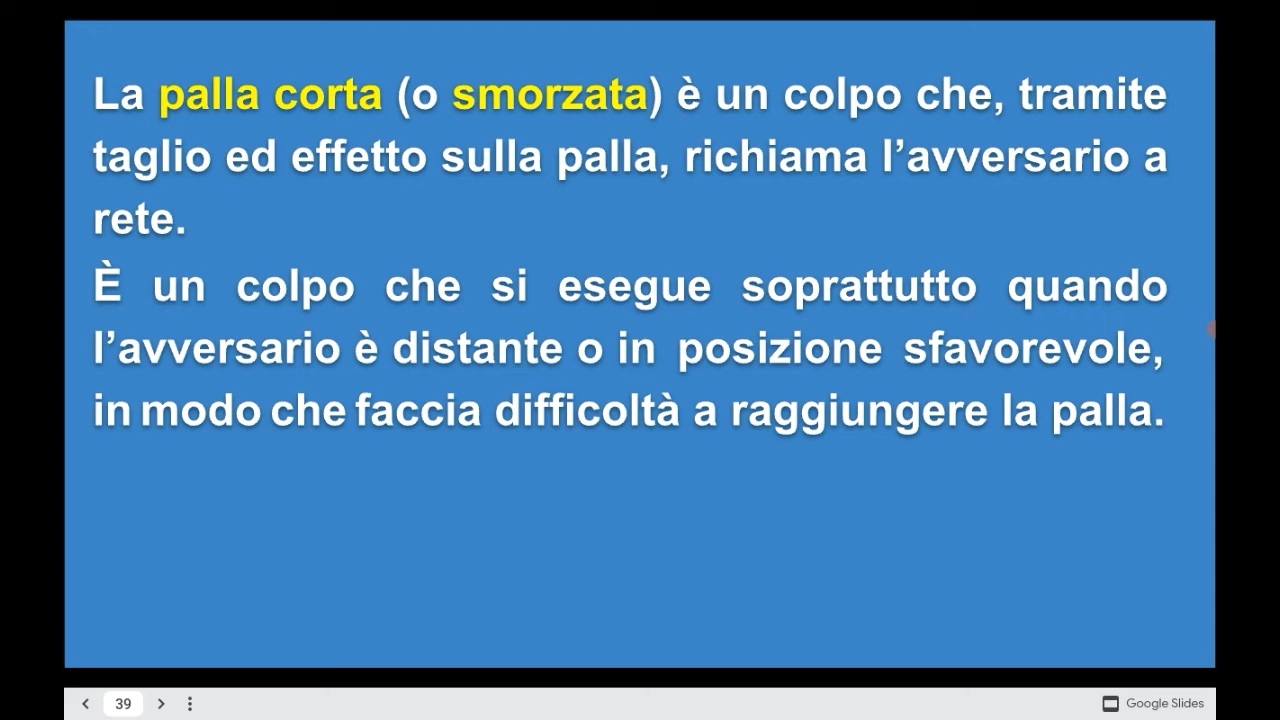 La palla corta (o smorzata) è un colpo che, tramite
taglio ed effetto sulla palla, richiama l’avversario a
rete.
È un colpo che si esegue soprattutto quando
l’avversario è distante o in posizione sfavorevole,
in modo che faccia difficoltà a raggiungere la palla.
39
Google Slides